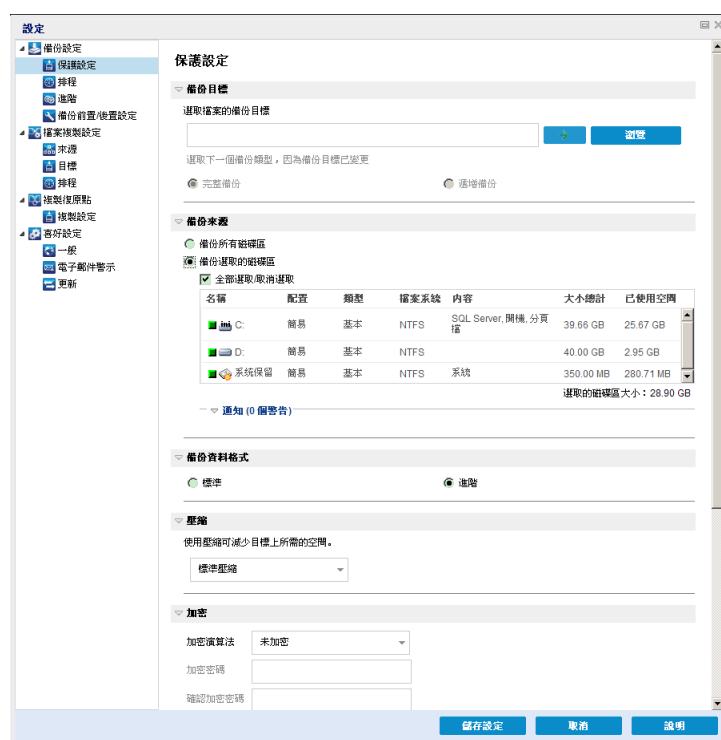 設定
備份設定
保護設定
排程
進階
備份前置/後置設定
檔案複製設定
來源
目標
排程
複製復原點
複製設定
喜好設定
一般
電子郵件警示
更新
保護設定
備份目標
選取檔案的備份目標
瀏覽
選取下一個備份類型，因為備份目標已變更
完整備份 遞增備份
備份來源
備份所有磁碟區
備份選取的磁碟區
全部選取/取消選取
名稱 配置 類型 檔案系統 內容 大小總計 已使用空間
C: 簡易 基本 NTFS SQL Server, 開機, 分頁檔 39.66 GB 25.67 GB
D: 簡易 基本 NTFS 40.00 GB 2.95 GB
系統保留 簡易 基本 NTFS 系統 350.00 MB 280.71 MB
選取的磁碟區大小：28.90 GB
通知 (0 個警告)
備份資料格式
標準 進階
壓縮
使用壓縮可減少目標上所需的空間。
標準壓縮
加密
加密演算法 未加密
加密密碼
確認加密密碼
儲存設定 取消 說明